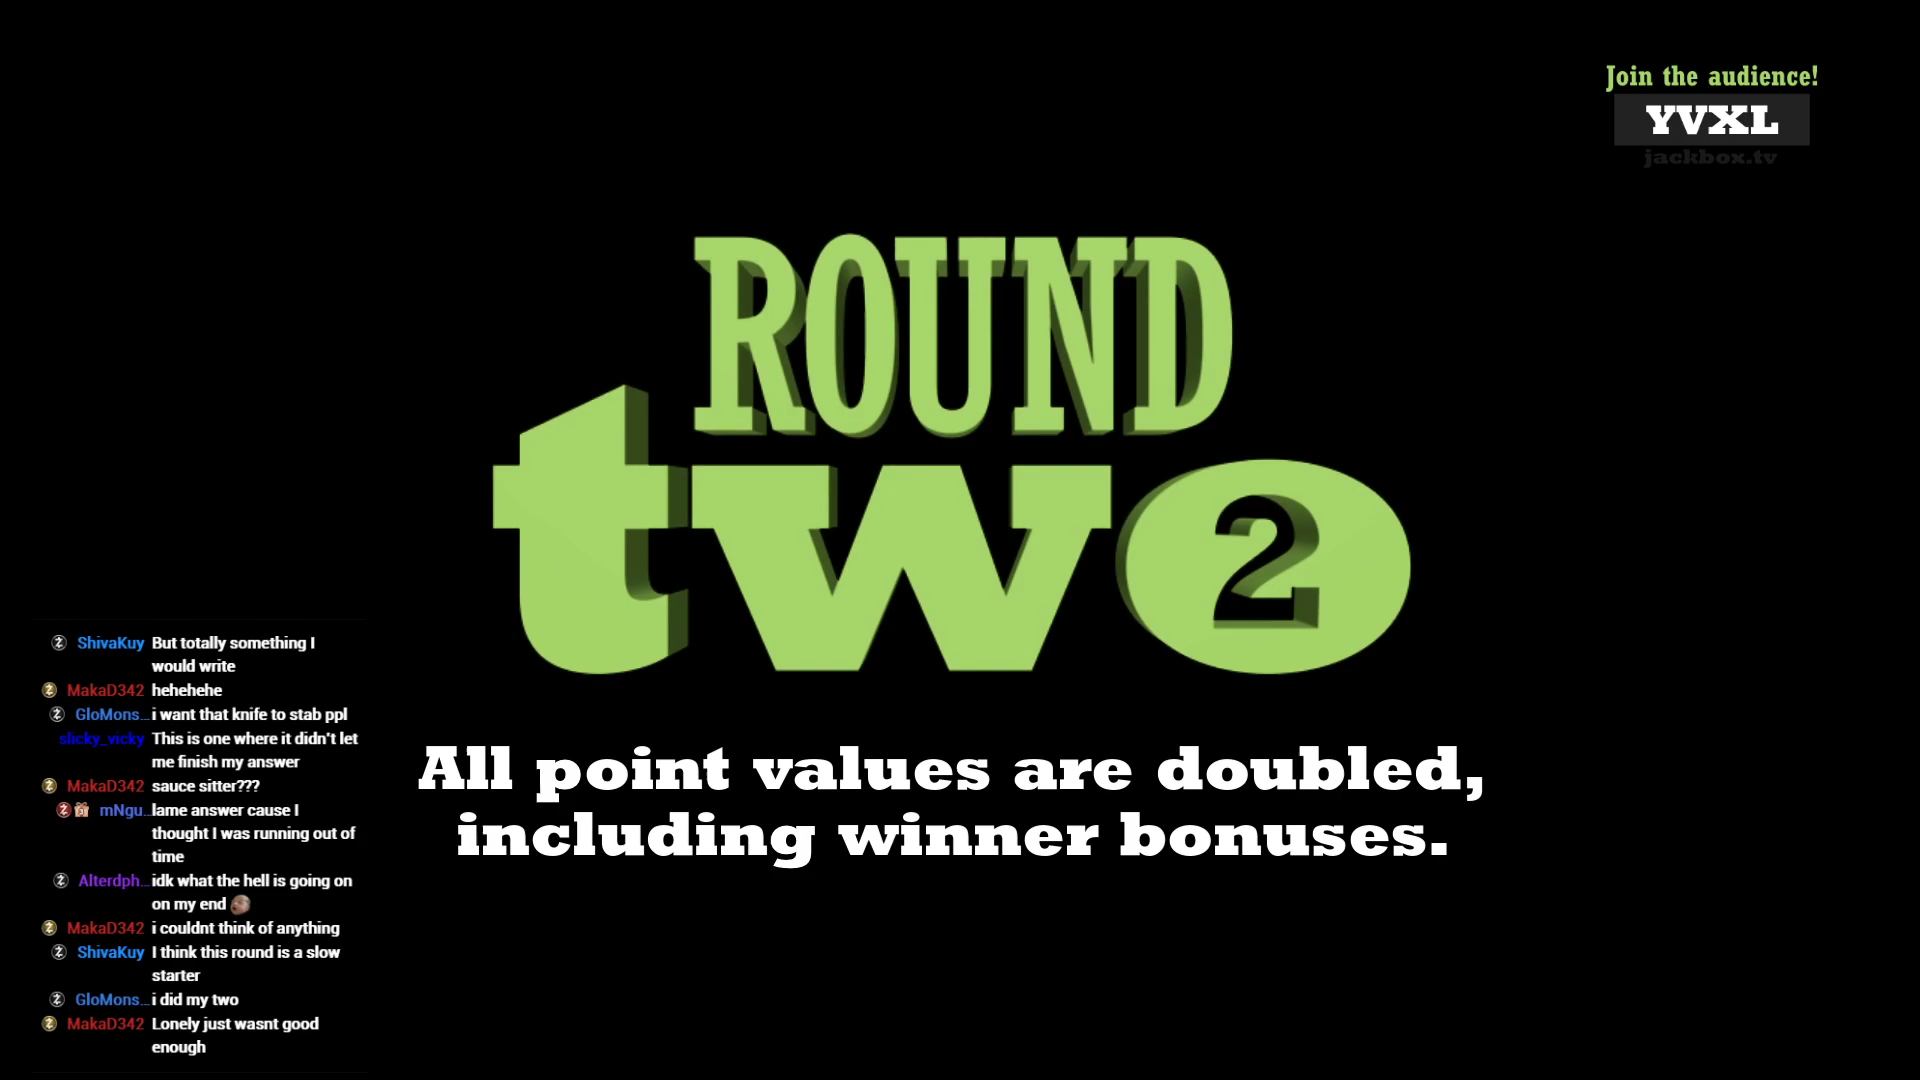 Join the audience!
YVXL
jackbox.tv
ROUND
two
2
All point values are doubled,
including winner bonuses.
ShivaKuy But totally something I
would write
MakaD342 hehehehe
GloMons… i want that knife to stab ppl
slicky_vicky This is one where it didn't let
me finish my answer
MakaD342 sauce sitter???
mNgu… lame answer cause I
thought I was running out of
time
Alterdph… idk what the hell is going on
on my end
MakaD342 i couldnt think of anything
ShivaKuy I think this round is a slow
starter
GloMons… i did my two
MakaD342 Lonely just wasnt good
enough